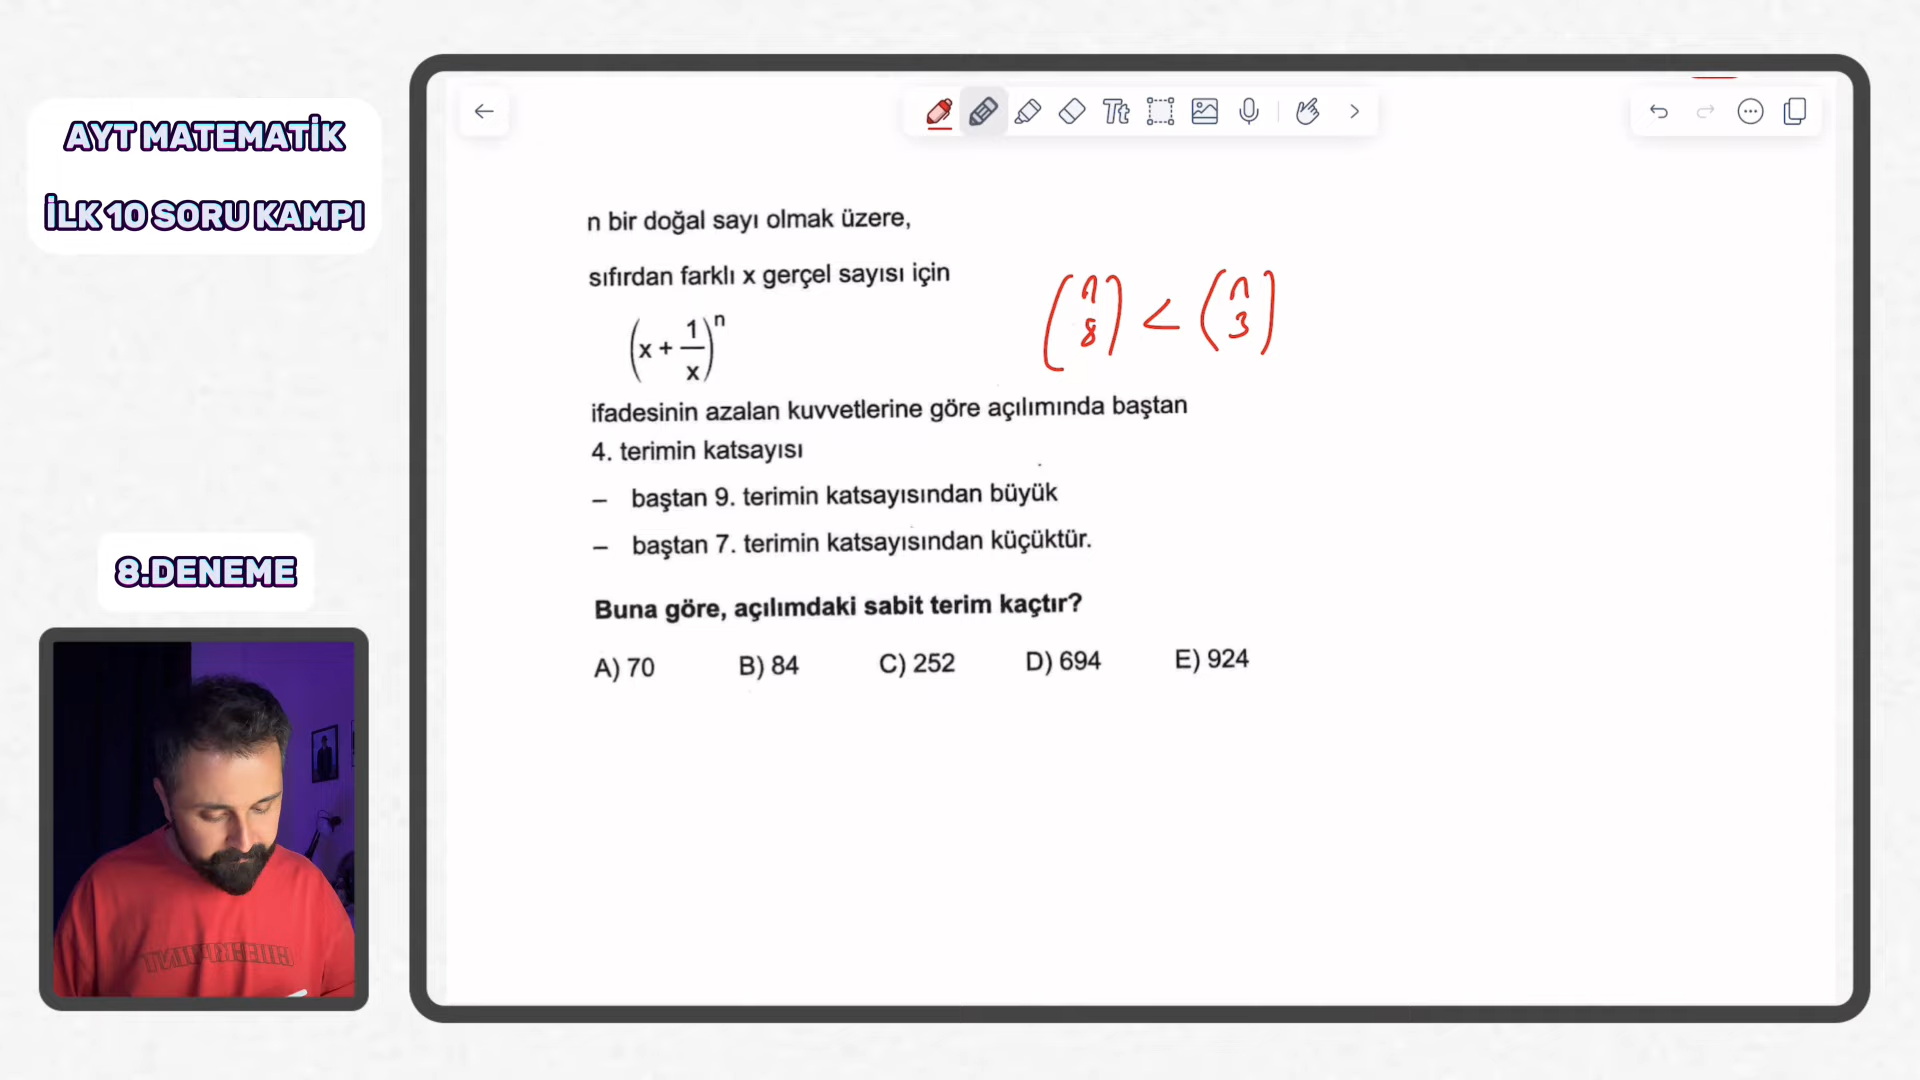 AYT MATEMATİK
İLK 10 SORU KAMPI
8.DENEME
Tt
n bir doğal sayı olmak üzere,
sıfırdan farklı x gerçel sayısı için
(x + 1/x)^n
(n 8) < (n 3)
ifadesinin azalan kuvvetlerine göre açılımında baştan
4. terimin katsayısı
– baştan 9. terimin katsayısından büyük
– baştan 7. terimin katsayısından küçüktür.
Buna göre, açılımdaki sabit terim kaçtır?
A) 70 B) 84 C) 252 D) 694 E) 924